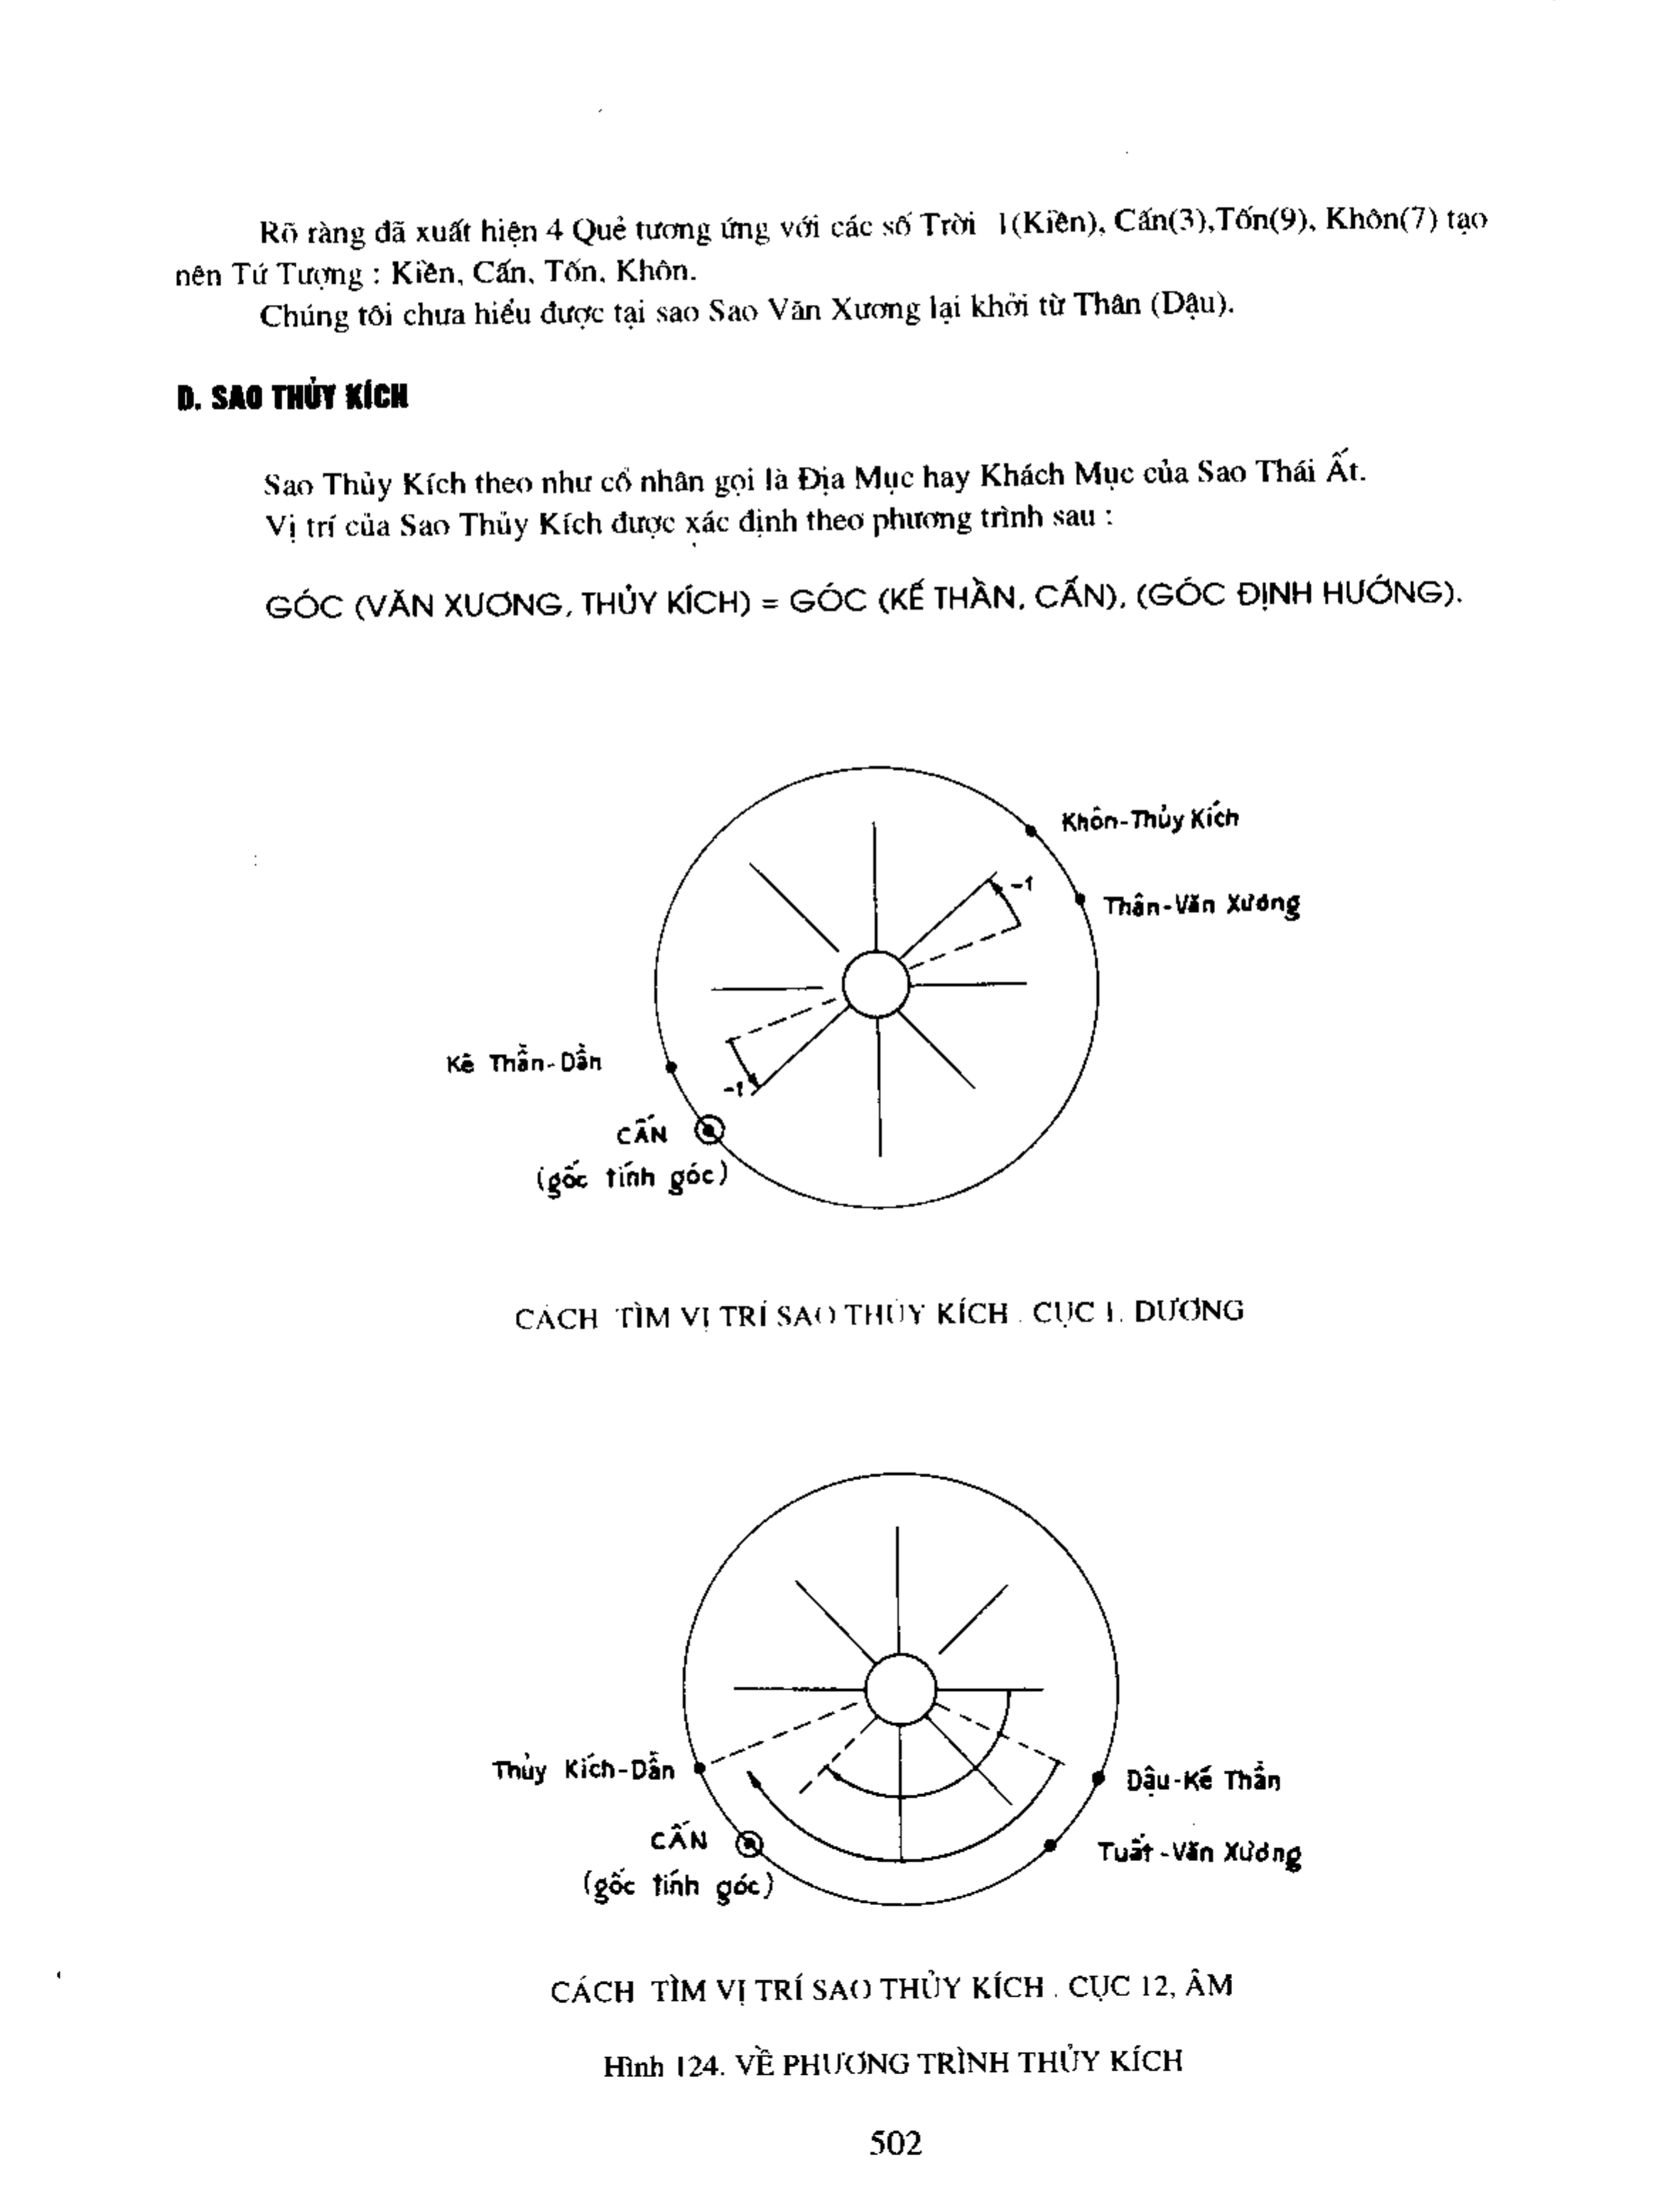 Rõ ràng đã xuất hiện 4 Quẻ tương ứng với các số Trời 1(Kiền), Cấn(3),Tốn(9), Khôn(7) tạo
nên Tứ Tượng : Kiền, Cấn, Tốn, Khôn.
Chúng tôi chưa hiểu được tại sao Sao Văn Xương lại khởi từ Thân (Dậu).
D. SAO THỦY KÍCH
Sao Thủy Kích theo như cổ nhân gọi là Địa Mục hay Khách Mục của Sao Thái Ất.
Vị trí của Sao Thủy Kích được xác định theo phương trình sau :
GÓC (VĂN XƯƠNG, THỦY KÍCH) = GÓC (KẾ THẦN, CẤN), (GÓC ĐỊNH HƯỚNG).
Khôn-Thủy Kích
-1
Thân-Văn Xương
Kê Thần-Dần
-1
CẤN
(gốc tính góc)
CÁCH TÌM VỊ TRÍ SAO THỦY KÍCH . CỤC 1. DƯƠNG
Thủy Kích-Dần
Dậu-Kế Thần
CẤN
Tuất-Văn Xương
(gốc tính góc)
CÁCH TÌM VỊ TRÍ SAO THỦY KÍCH . CỤC 12, ÂM
Hình 124. VỀ PHƯƠNG TRÌNH THỦY KÍCH
502